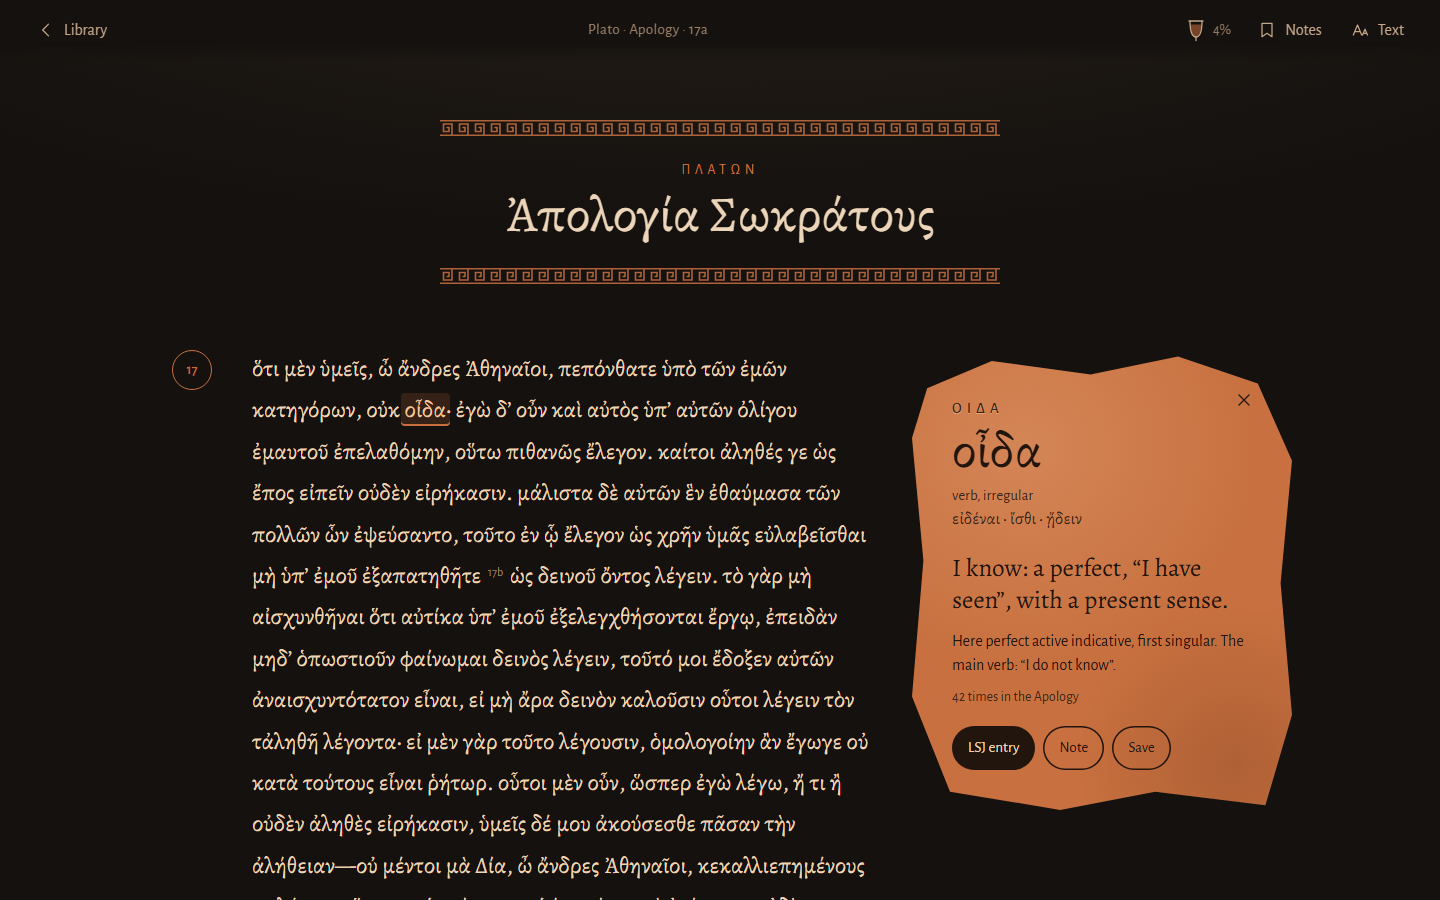 Library
Plato · Apology · 17a
4%
Notes
Text
ΠΛΑΤΩΝ
Ἀπολογία Σωκράτους
17
ὅτι μὲν ὑμεῖς, ὦ ἄνδρες Ἀθηναῖοι, πεπόνθατε ὑπὸ τῶν ἐμῶν
κατηγόρων, οὐκ οἶδα· ἐγὼ δ’ οὖν καὶ αὐτὸς ὑπ’ αὐτῶν ὀλίγου
ἐμαυτοῦ ἐπελαθόμην, οὕτω πιθανῶς ἔλεγον. καίτοι ἀληθές γε ὡς
ἔπος εἰπεῖν οὐδὲν εἰρήκασιν. μάλιστα δὲ αὐτῶν ἓν ἐθαύμασα τῶν
πολλῶν ὧν ἐψεύσαντο, τοῦτο ἐν ᾧ ἔλεγον ὡς χρῆν ὑμᾶς εὐλαβεῖσθαι
μὴ ὑπ’ ἐμοῦ ἐξαπατηθῆτε 17b ὡς δεινοῦ ὄντος λέγειν. τὸ γὰρ μὴ
αἰσχυνθῆναι ὅτι αὐτίκα ὑπ’ ἐμοῦ ἐξελεγχθήσονται ἔργῳ, ἐπειδὰν
μηδ’ ὁπωστιοῦν φαίνωμαι δεινὸς λέγειν, τοῦτό μοι ἔδοξεν αὐτῶν
ἀναισχυντότατον εἶναι, εἰ μὴ ἄρα δεινὸν καλοῦσιν οὗτοι λέγειν τὸν
τἀληθῆ λέγοντα· εἰ μὲν γὰρ τοῦτο λέγουσιν, ὁμολογοίην ἂν ἔγωγε οὐ
κατὰ τούτους εἶναι ῥήτωρ. οὗτοι μὲν οὖν, ὥσπερ ἐγὼ λέγω, ἤ τι ἢ
οὐδὲν ἀληθὲς εἰρήκασιν, ὑμεῖς δέ μου ἀκούσεσθε πᾶσαν τὴν
ἀλήθειαν—οὐ μέντοι μὰ Δία, ὦ ἄνδρες Ἀθηναῖοι, κεκαλλιεπημένους
ΟΙΔΑ
οἶδα
verb, irregular
εἰδέναι · ἴσθι · ᾔδειν
I know: a perfect, “I have
seen”, with a present sense.
Here perfect active indicative, first singular. The
main verb: “I do not know”.
42 times in the Apology
LSJ entry
Note
Save